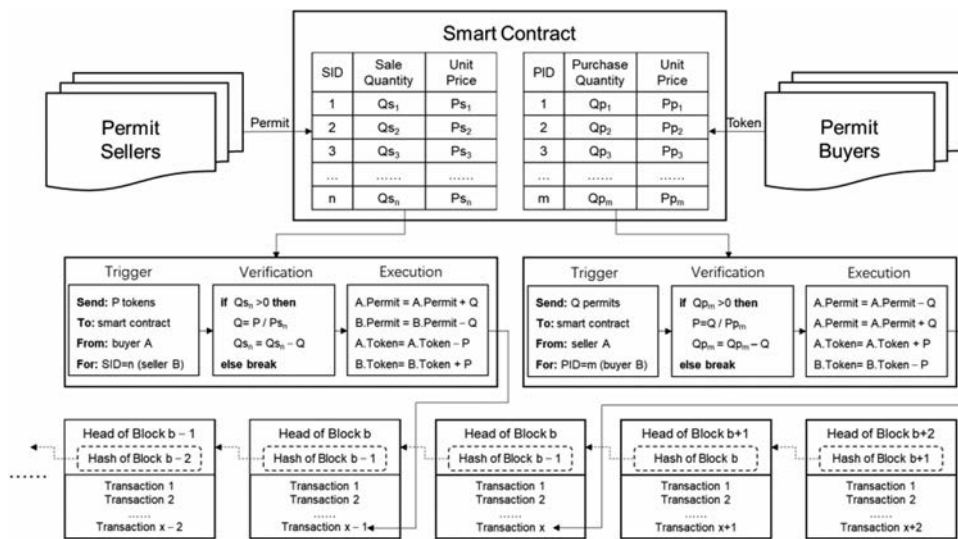 Smart Contract
SID Sale Quantity Unit Price
1 Qs1 Ps1
2 Qs2 Ps2
3 Qs3 Ps3
... ...... ......
n Qsn Psn
PID Purchase Quantity Unit Price
1 Qp1 Pp1
2 Qp2 Pp2
3 Qp3 Pp3
... ...... ......
m Qpm Ppm
Permit
Sellers
Permit
Token
Permit
Buyers
Trigger
Send: P tokens
To: smart contract
From: buyer A
For: SID=n (seller B)
Verification
if Qsn >0 then
Q= P / Psn
Qsn = Qsn − Q
else break
Execution
A.Permit = A.Permit + Q
B.Permit = B.Permit − Q
A.Token= A.Token − P
B.Token= B.Token + P
Trigger
Send: Q permits
To: smart contract
From: seller A
For: PID=m (buyer B)
Verification
if Qpm >0 then
P=Q / Ppm
Qpm = Qpm − Q
else break
Execution
A.Permit = A.Permit − Q
A.Permit = A.Permit + Q
A.Token = A.Token + P
B.Token= B.Token − P
......
Head of Block b − 1
Hash of Block b − 2
Transaction 1
Transaction 2
......
Transaction x − 2
Head of Block b
Hash of Block b − 1
Transaction 1
Transaction 2
......
Transaction x − 1
Head of Block b
Hash of Block b − 1
Transaction 1
Transaction 2
......
Transaction x
Head of Block b+1
Hash of Block b
Transaction 1
Transaction 2
......
Transaction x+1
Head of Block b+2
Hash of Block b+1
Transaction 1
Transaction 2
......
Transaction x+2